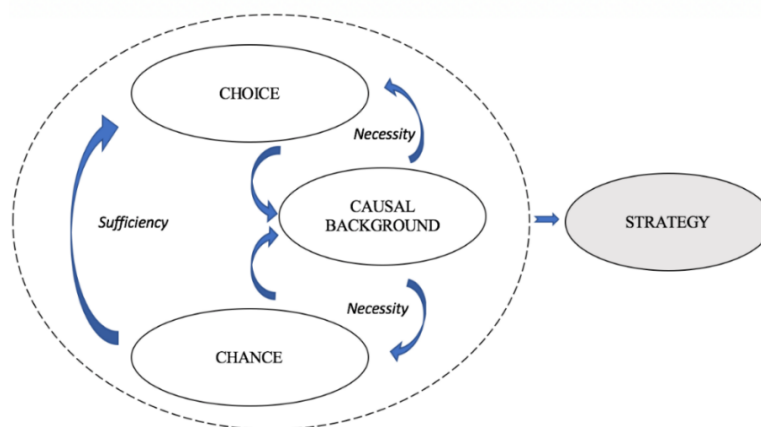 CHOICE
Necessity
CAUSAL
BACKGROUND
Sufficiency
STRATEGY
Necessity
CHANCE